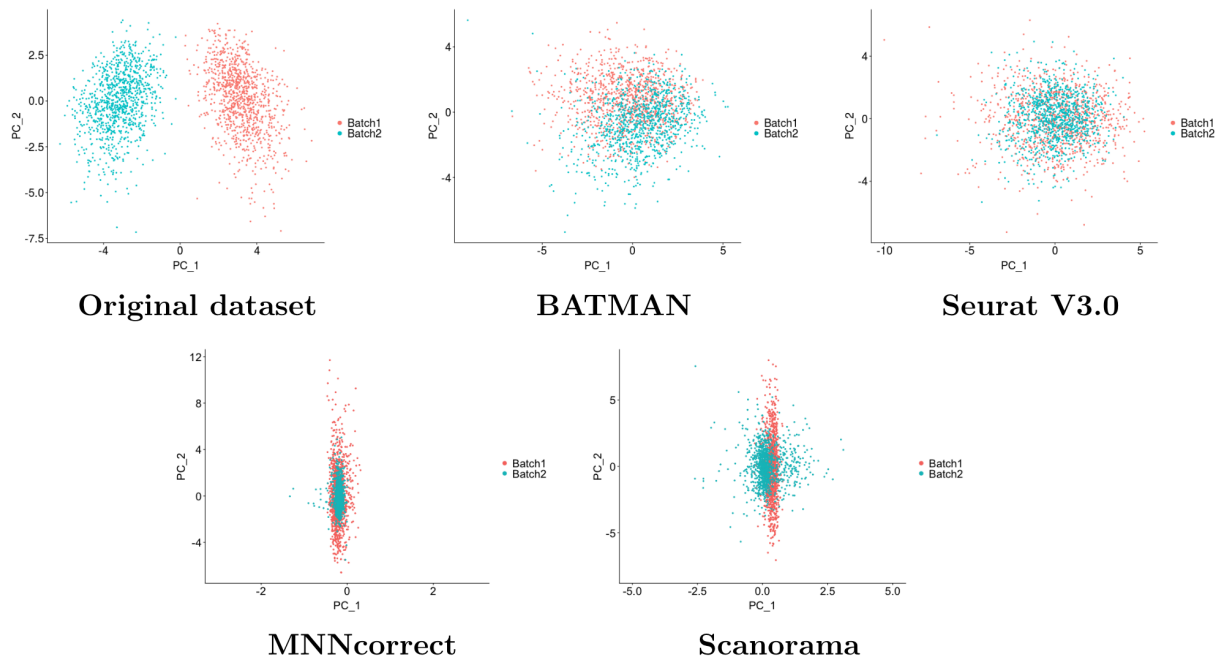 2.5
0.0
-2.5
-5.0
-7.5
PC_2
-4
0
4
PC_1
Batch1
Batch2
Original dataset
4
0
-4
PC_2
-5
0
5
PC_1
Batch1
Batch2
BATMAN
4
0
-4
PC_2
-10
-5
0
5
PC_1
Batch1
Batch2
Seurat V3.0
12
8
4
0
-4
PC_2
-2
0
2
PC_1
Batch1
Batch2
MNNcorrect
5
0
-5
PC_2
-5.0
-2.5
0.0
2.5
5.0
PC_1
Batch1
Batch2
Scanorama